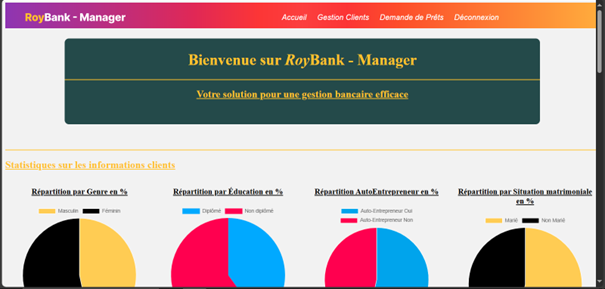 RoyBank - Manager
Accueil Gestion Clients Demande de Prêts Déconnexion
Bienvenue sur RoyBank - Manager
Votre solution pour une gestion bancaire efficace
Statistiques sur les informations clients
Répartition par Genre en %
Masculin Féminin
Répartition par Éducation en %
Diplômé Non-diplômé
Répartition AutoEntrepreneur en %
Auto-Entrepreneur Oui
Auto-Entrepreneur Non
Répartition par Situation matrimoniale
en %
Marié Non Marié